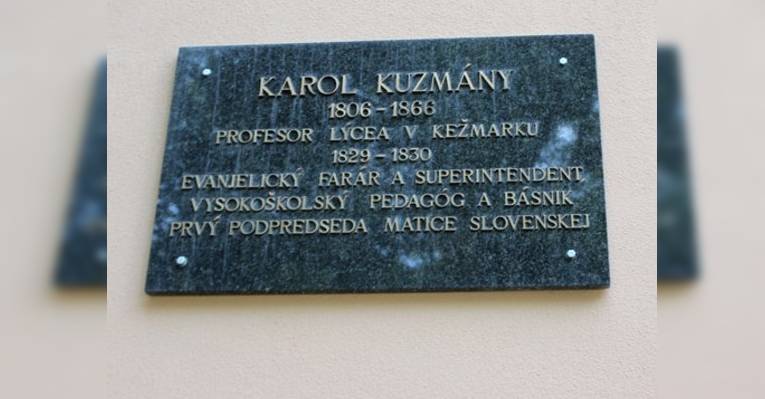 KAROL KUZMÁNY
1806 - 1866
PROFESOR LÝCEA V KEŽMARKU
1829 - 1830
EVANJELICKÝ FARÁR A SUPERINTENDENT,
VYSOKOŠKOLSKÝ PEDAGÓG A BÁSNIK
PRVÝ PODPREDSEDA MATICE SLOVENSKEJ